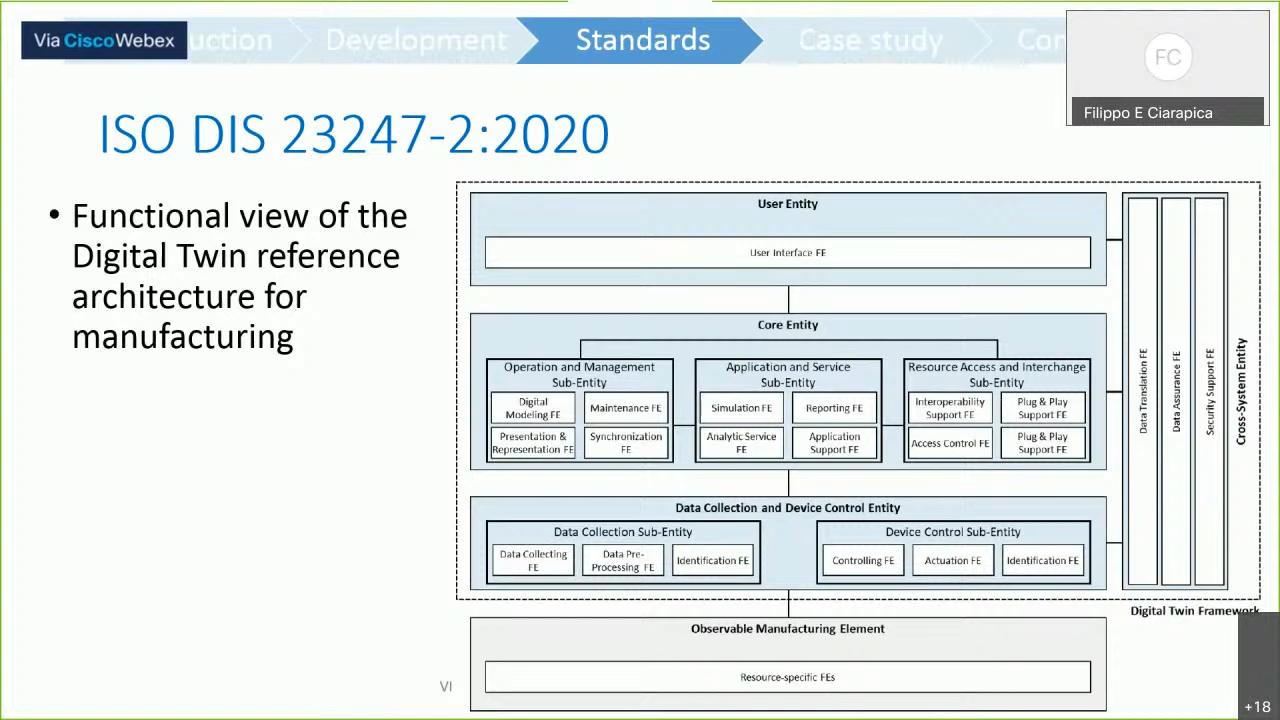 Via Cisco Webex
uction
Development
Standards
Case study
Co
FC
Filippo E Ciarapica
ISO DIS 23247-2:2020
• Functional view of the
Digital Twin reference
architecture for
manufacturing
User Entity
User Interface FE
Core Entity
Operation and Management
Sub-Entity
Digital
Modeling FE
Maintenance FE
Presentation &
Representation FE
Synchronization
FE
Application and Service
Sub-Entity
Simulation FE
Reporting FE
Analytic Service
FE
Application
Support FE
Resource Access and Interchange
Sub-Entity
Interoperability
Support FE
Plug & Play
Support FE
Access Control FE
Plug & Play
Support FE
Data Collection and Device Control Entity
Data Collection Sub-Entity
Data Collecting
FE
Data Pre-
Processing FE
Identification FE
Device Control Sub-Entity
Controlling FE
Actuation FE
Identification FE
Data Translation FE
Data Assurance FE
Security Support FE
Cross-System Entity
Digital Twin Framework
Observable Manufacturing Element
Resource-specific FEs
VI
+18